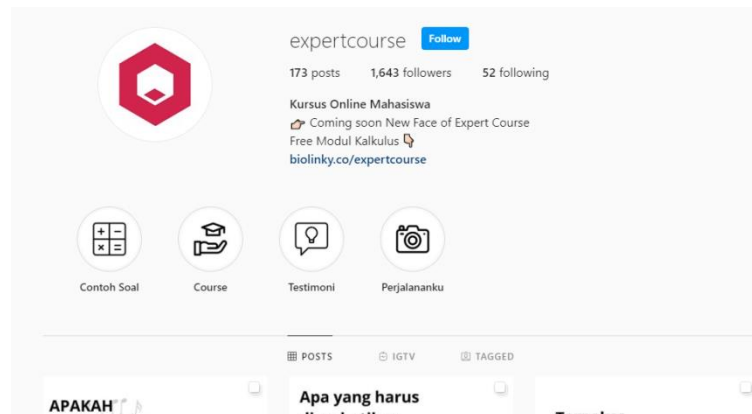 expertcourse Follow
173 posts 1,643 followers 52 following
Kursus Online Mahasiswa
👉 Coming soon New Face of Expert Course
Free Modul Kalkulus 👇
biolinky.co/expertcourse
Contoh Soal Course Testimoni Perjalananku
POSTS IGTV TAGGED
APAKAH
Apa yang harus